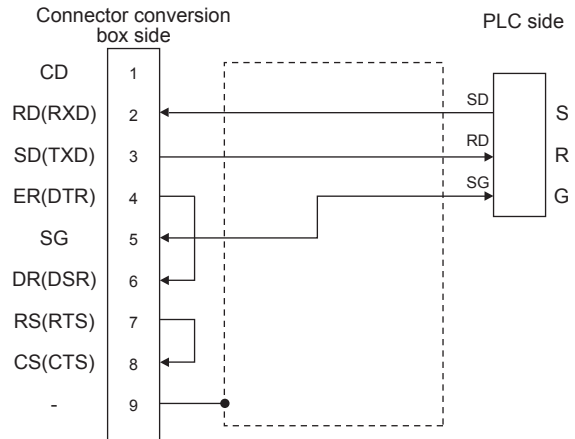 Connector conversion
box side
PLC side
CD 1
RD(RXD) 2 SD S
SD(TXD) 3 RD R
ER(DTR) 4 SG G
SG 5
DR(DSR) 6
RS(RTS) 7
CS(CTS) 8
- 9